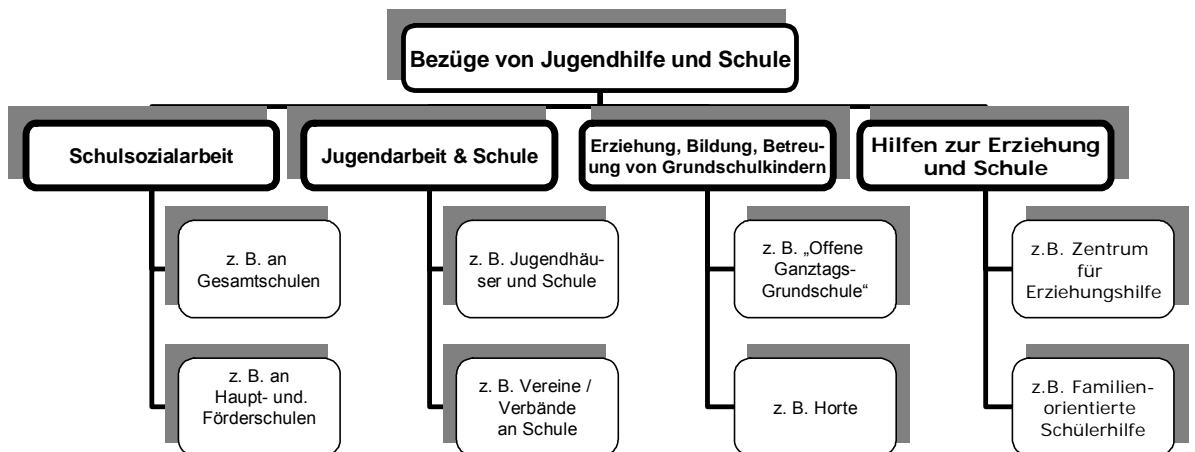 Bezüge von Jugendhilfe und Schule
Schulsozialarbeit
Jugendarbeit & Schule
Erziehung, Bildung, Betreu-
ung von Grundschulkindern
Hilfen zur Erziehung
und Schule
z. B. an
Gesamtschulen
z. B. Jugendhäu-
ser und Schule
z. B. „Offene
Ganztags-
Grundschule“
z.B. Zentrum
für
Erziehungshilfe
z. B. an
Haupt- und.
Förderschulen
z. B. Vereine /
Verbände
an Schule
z. B. Horte
z.B. Familien-
orientierte
Schülerhilfe